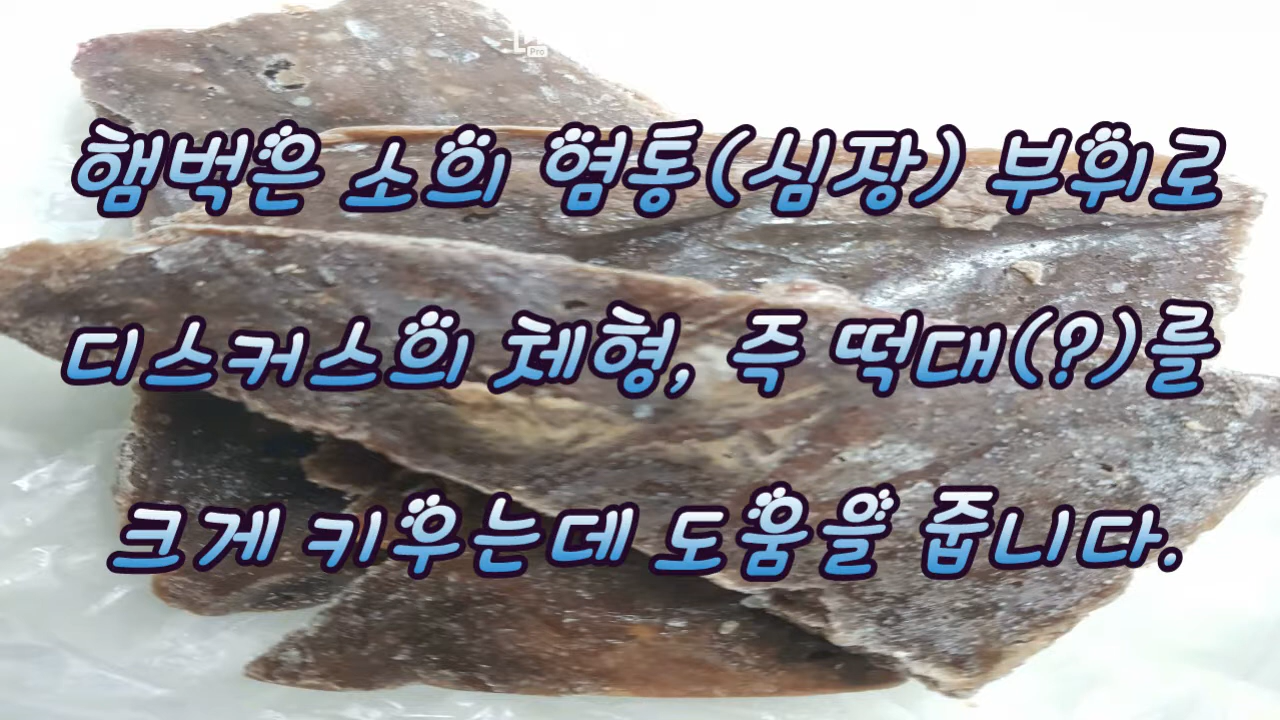 Pro
햄벅은 소의 염통(심장) 부위로
디스커스의 체형, 즉 떡대(?)를
크게 키우는데 도움을 줍니다.